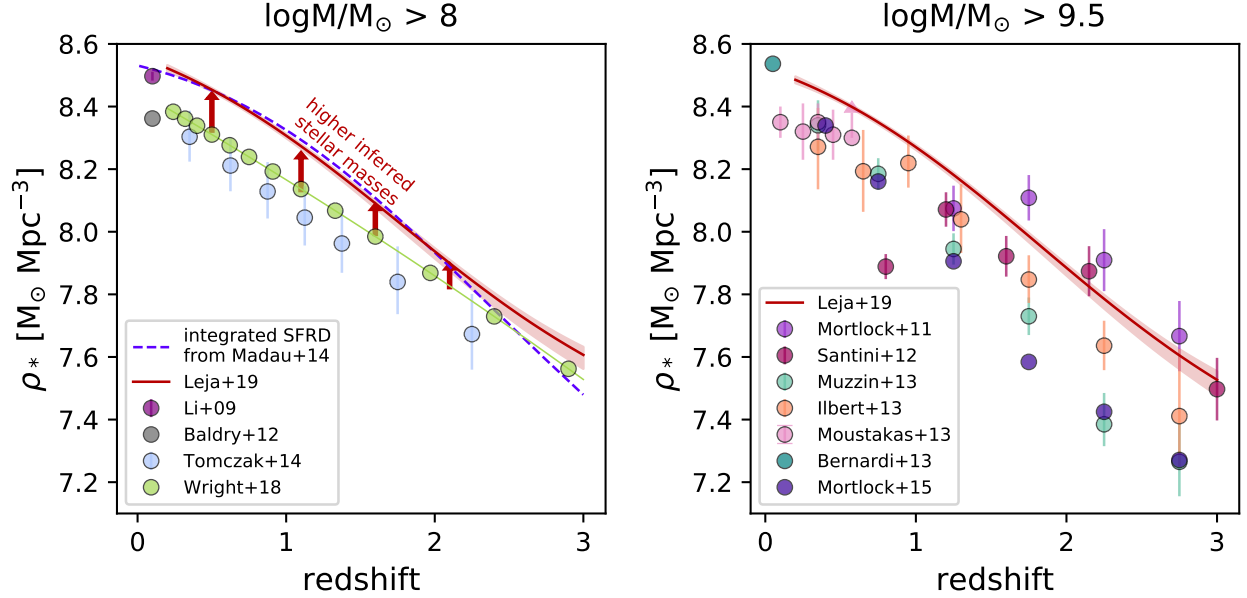 logM/M⊙ > 8
8.6
8.4
8.2
8.0
7.8
7.6
7.4
7.2
ρ* [M⊙ Mpc−3]
higher inferred
stellar masses
integrated SFRD
from Madau+14
Leja+19
Li+09
Baldry+12
Tomczak+14
Wright+18
0
1
2
3
redshift
logM/M⊙ > 9.5
8.6
8.4
8.2
8.0
7.8
7.6
7.4
7.2
ρ* [M⊙ Mpc−3]
Leja+19
Mortlock+11
Santini+12
Muzzin+13
Ilbert+13
Moustakas+13
Bernardi+13
Mortlock+15
0
1
2
3
redshift